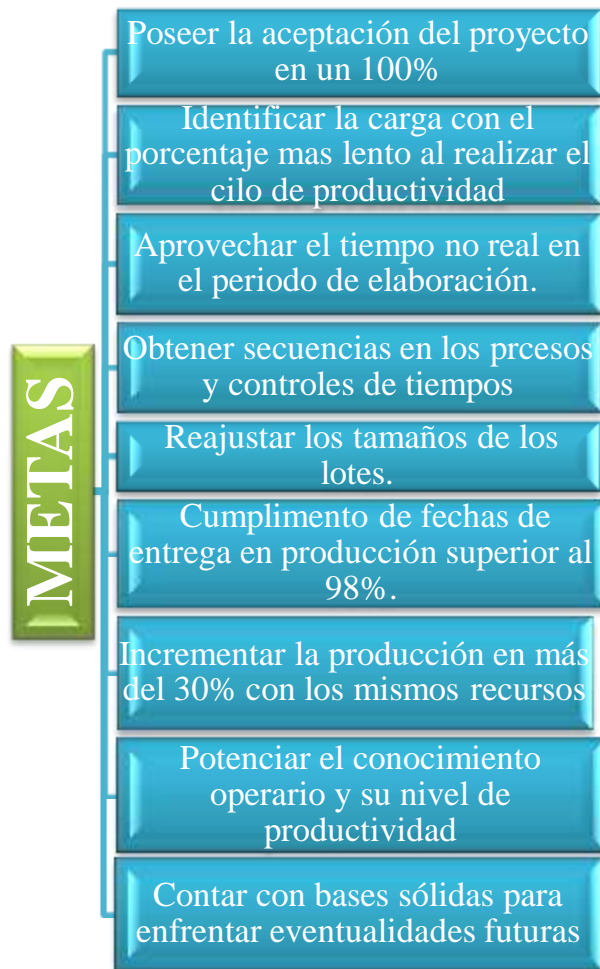 METAS
Poseer la aceptación del proyecto
en un 100%
Identificar la carga con el
porcentaje mas lento al realizar el
cilo de productividad
Aprovechar el tiempo no real en
el periodo de elaboración.
Obtener secuencias en los prcesos
y controles de tiempos
Reajustar los tamaños de los
lotes.
Cumplimento de fechas de
entrega en producción superior al
98%.
Incrementar la producción en más
del 30% con los mismos recursos
Potenciar el conocimiento
operario y su nivel de
productividad
Contar con bases sólidas para
enfrentar eventualidades futuras